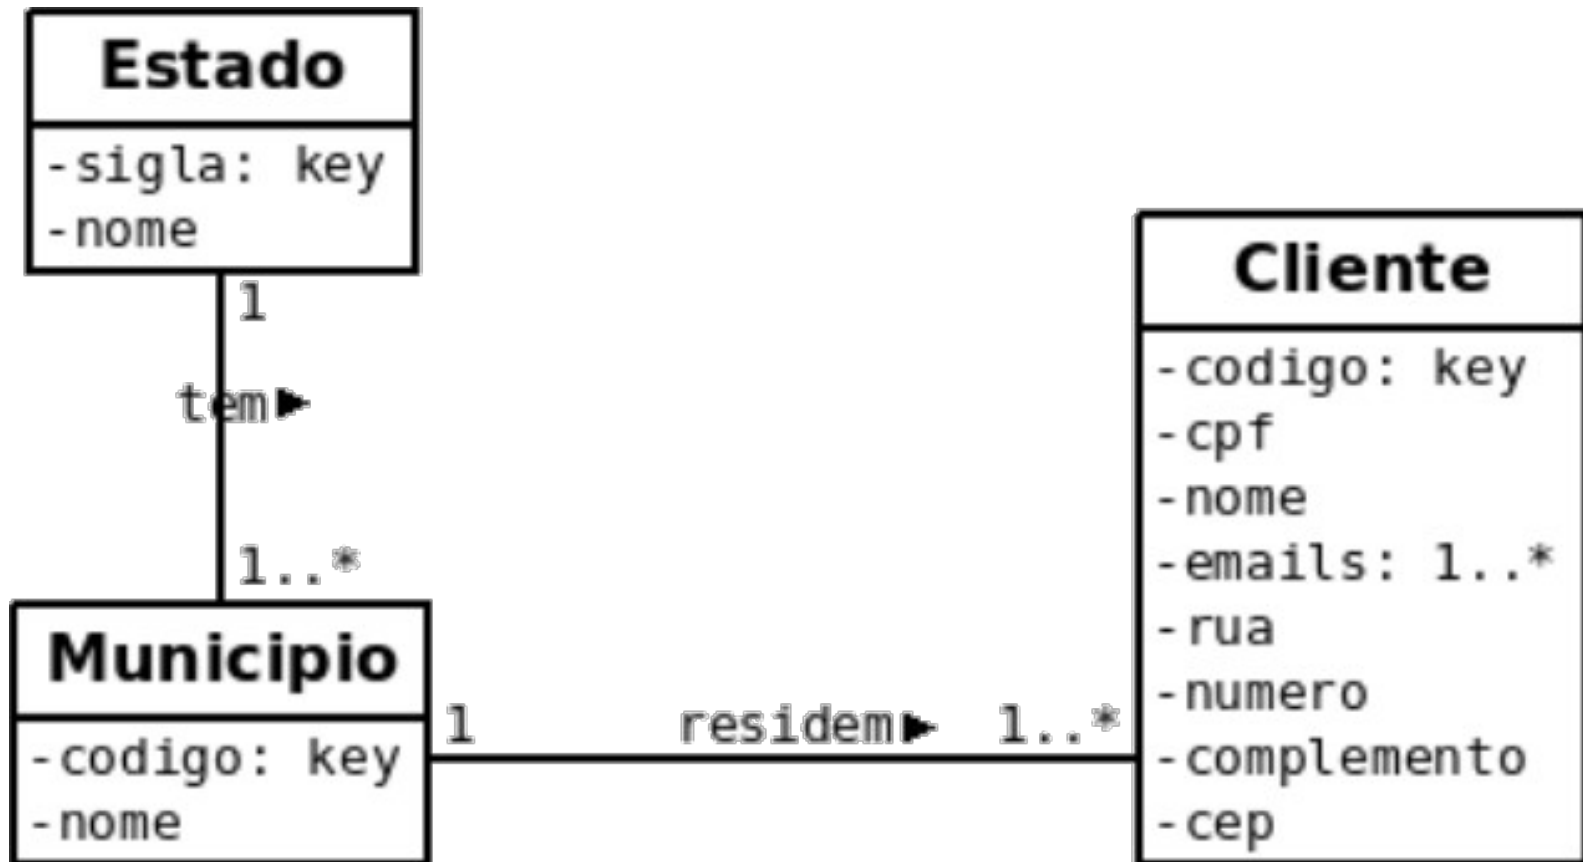 Estado
-sigla: key
-nome
1
tem▶
1..*
Municipio
-codigo: key
-nome
1
residem▶
1..*
Cliente
-codigo: key
-cpf
-nome
-emails: 1..*
-rua
-numero
-complemento
-cep